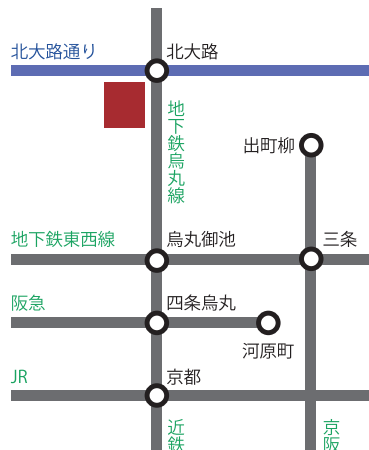 北大路通り
北大路
地下鉄烏丸線
出町柳
地下鉄東西線
烏丸御池
三条
阪急
四条烏丸
河原町
JR
京都
近鉄
京阪